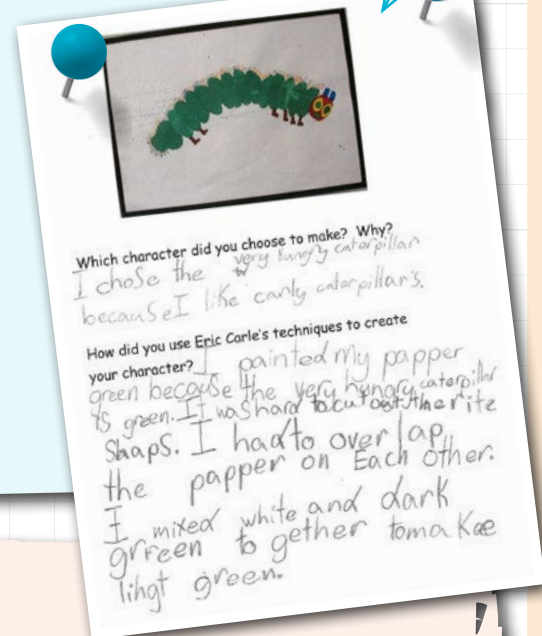 Which character did you choose to make? Why?
I chose the very hungry caterpillar
because I like carly caterpillar's.
How did you use Eric Carle's techniques to create
your character? I painted my papper
green because the very hungry caterpillar
is green. It was hard to cut out the rite
shaps. I had to over lap
the papper on Each other.
I mixed white and dark
grreen to gether to makee
lihgt green.